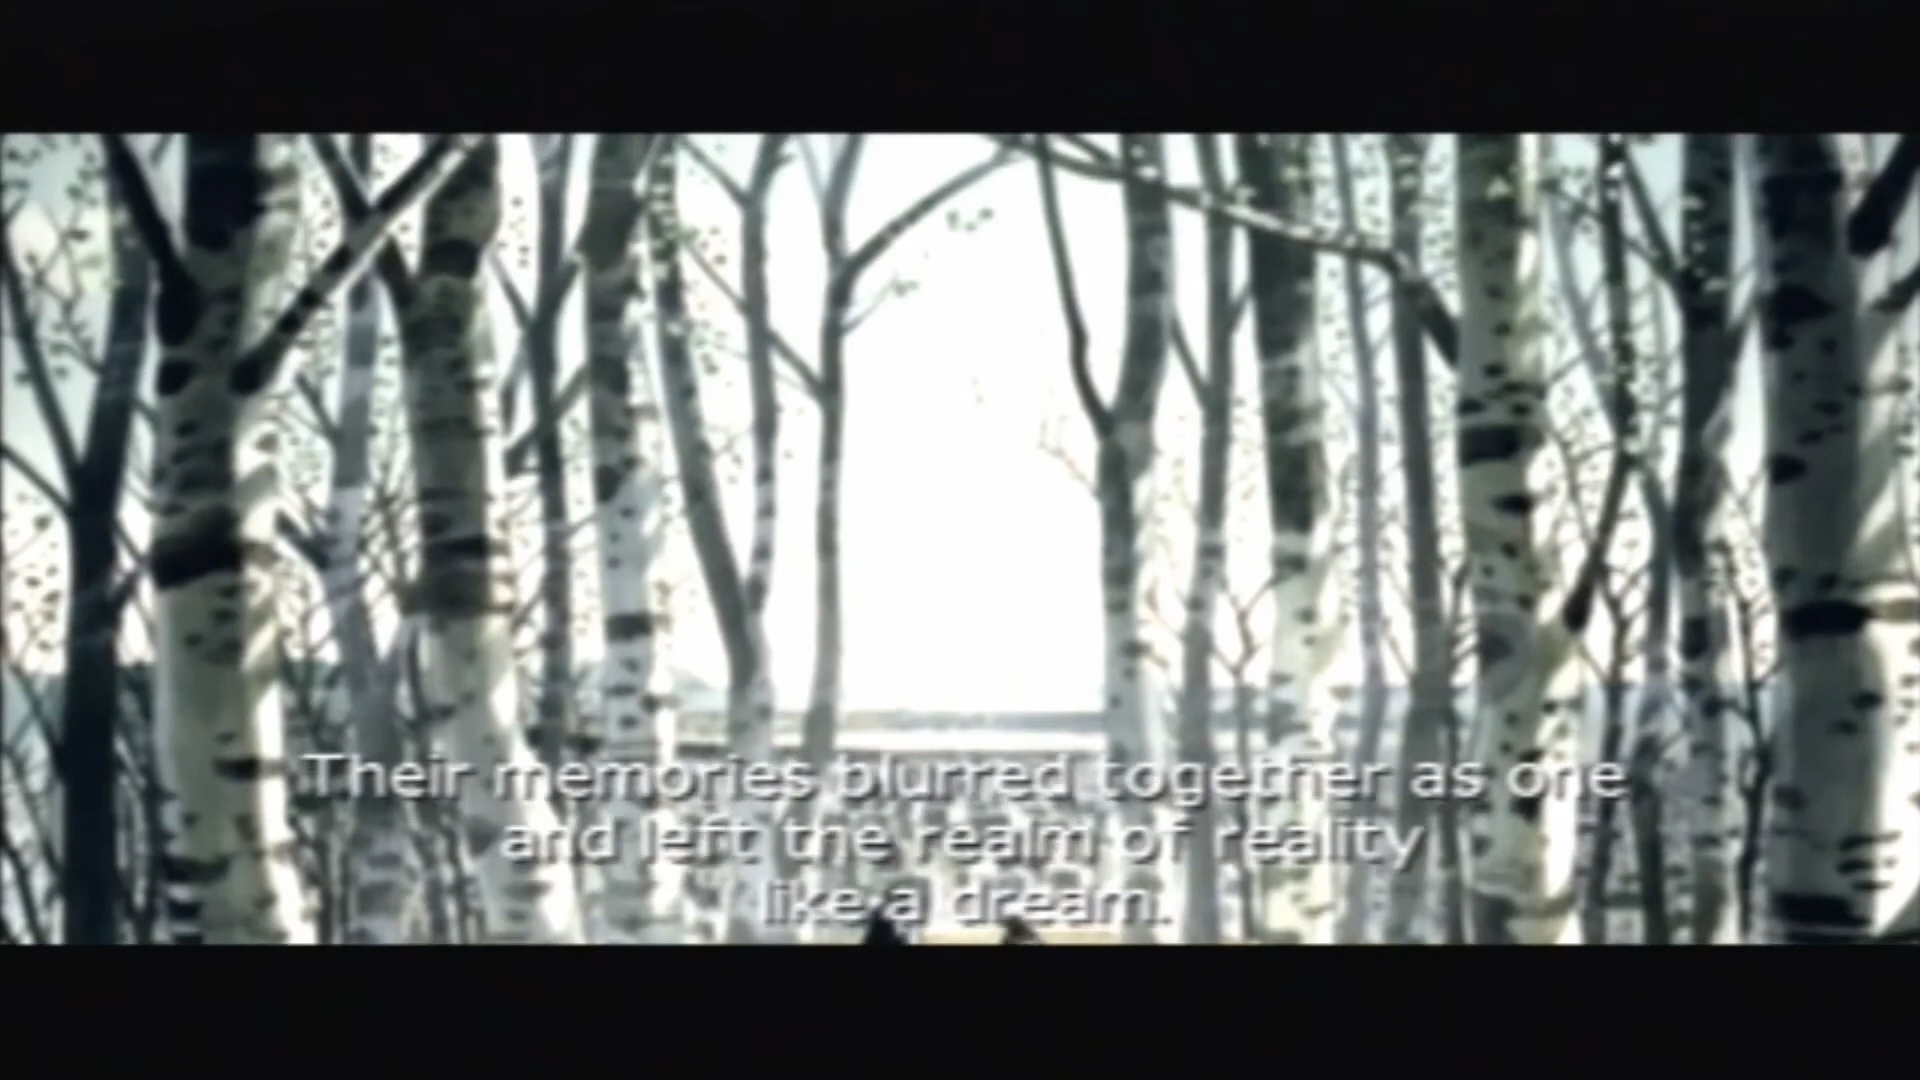 Their memories blurred together as one
and left the realm of reality
like a dream.